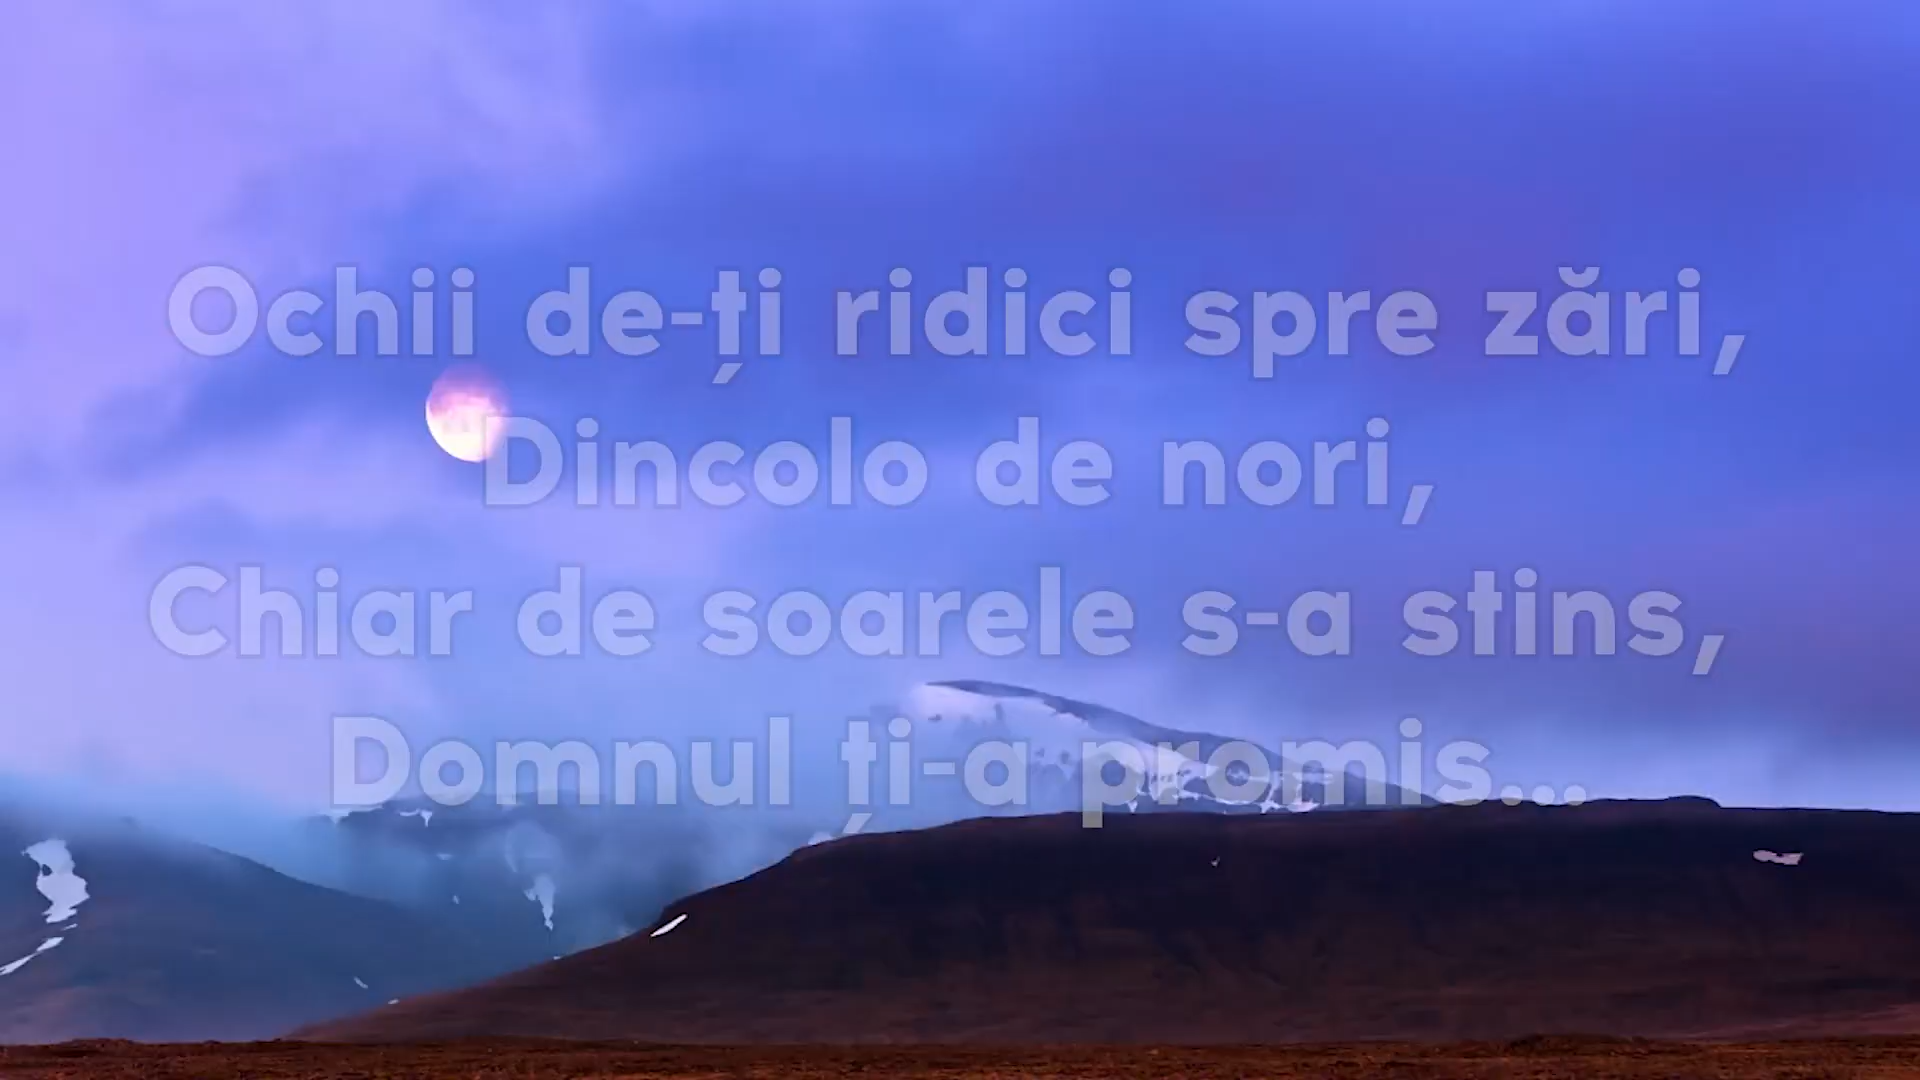 Ochii de-ți ridici spre zări,
Dincolo de nori,
Chiar de soarele s-a stins,
Domnul ți-a promis...